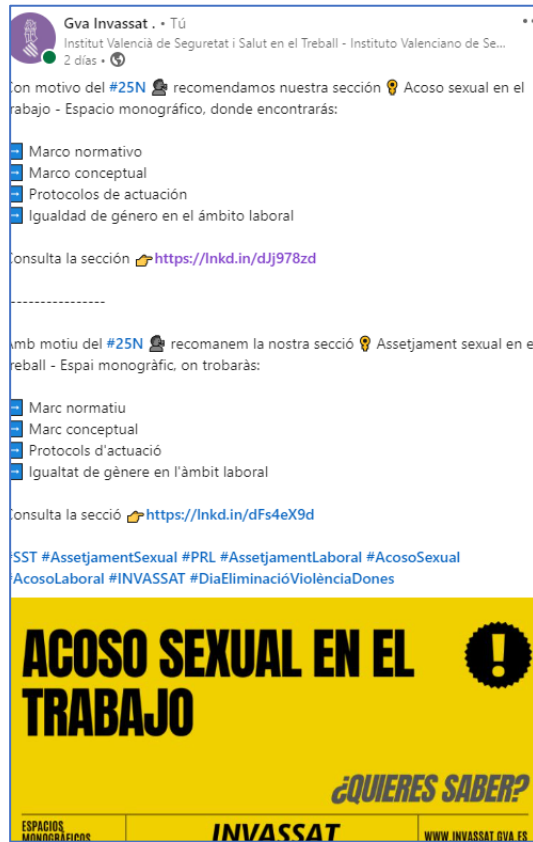 Gva Invassat . • Tú
Institut Valencià de Seguretat i Salut en el Treball - Instituto Valenciano de Se...
2 días •
on motivo del #25N recomendamos nuestra sección Acoso sexual en el
rabajo - Espacio monográfico, donde encontrarás:
Marco normativo
Marco conceptual
Protocolos de actuación
Igualdad de género en el ámbito laboral
onsulta la sección https://lnkd.in/dJj978zd
----------------
mb motiu del #25N recomanem la nostra secció Assetjament sexual en e
reball - Espai monogràfic, on trobaràs:
Marc normatiu
Marc conceptual
Protocols d'actuació
Igualtat de gènere en l'àmbit laboral
onsulta la secció https://lnkd.in/dFs4eX9d
#SST #AssetjamentSexual #PRL #AssetjamentLaboral #AcosoSexual
#AcosoLaboral #INVASSAT #DiaEliminacióViolènciaDones
ACOSO SEXUAL EN EL
TRABAJO
!
¿QUIERES SABER?
ESPACIOS
MONOGRÁFICOS
INVASSAT
WWW.INVASSAT.GVA.ES